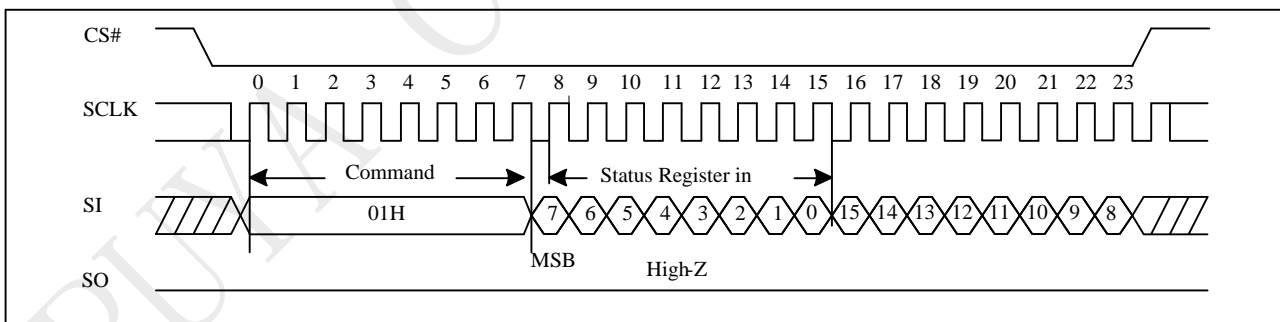 CS#
0 1 2 3 4 5 6 7 8 9 10 11 12 13 14 15 16 17 18 19 20 21 22 23
SCLK
Command Status Register in
SI 01H 7 6 5 4 3 2 1 0 15 14 13 12 11 10 9 8
MSB High-Z
SO
PUYA